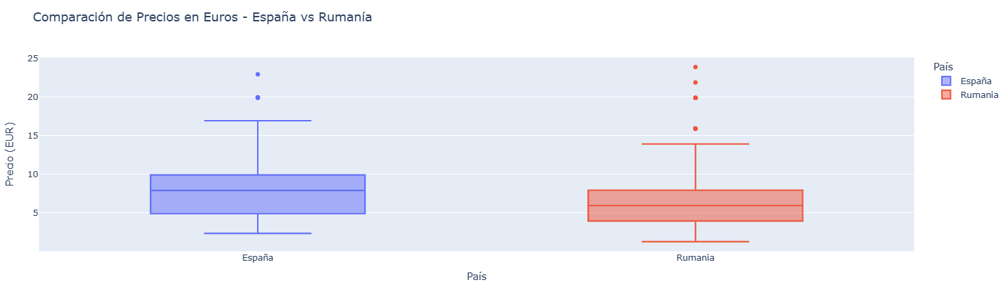 Comparación de Precios en Euros - España vs Rumanía
25
20
15
10
5
Precio (EUR)
España
Rumania
País
País
España
Rumania